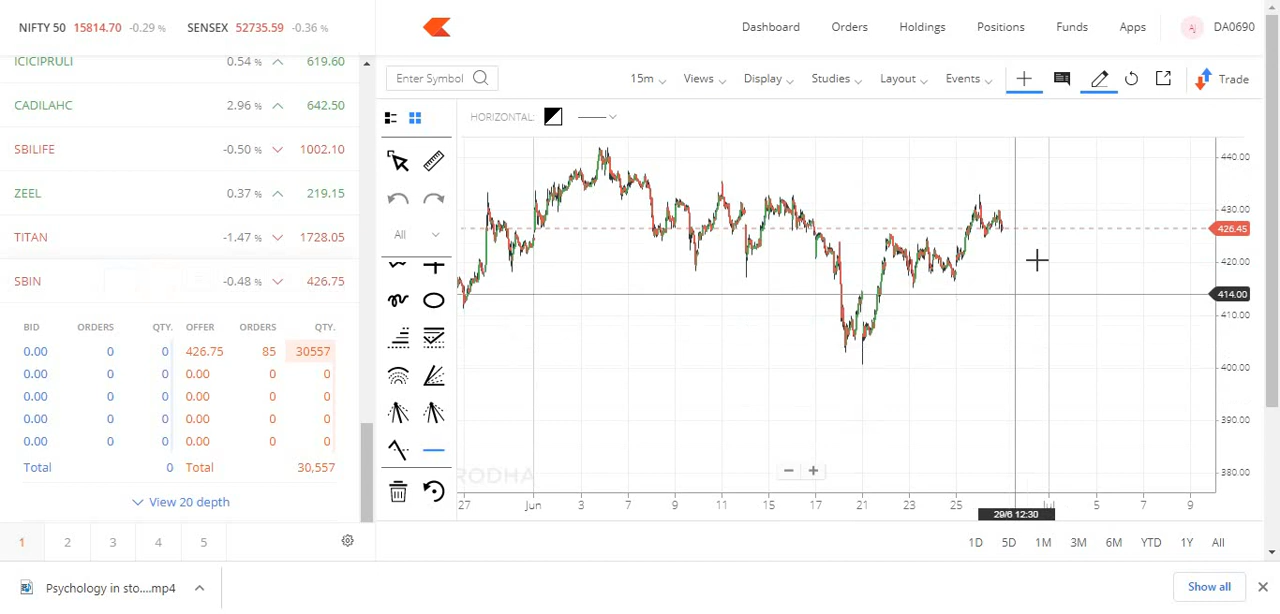 NIFTY 50 15814.70 -0.29 % SENSEX 52735.59 -0.36 %
Dashboard Orders Holdings Positions Funds Apps AJ DA0690
ICICIPRULI 0.54 % 619.60
CADILAHC 2.96 % 642.50
SBILIFE -0.50 % 1002.10
ZEEL 0.37 % 219.15
TITAN -1.47 % 1728.05
SBIN -0.48 % 426.75
BID ORDERS QTY. OFFER ORDERS QTY.
0.00 0 0 426.75 85 30557
0.00 0 0 0.00 0 0
0.00 0 0 0.00 0 0
0.00 0 0 0.00 0 0
0.00 0 0 0.00 0 0
Total 0 Total 30,557
View 20 depth
1 2 3 4 5
Enter Symbol 15m Views Display Studies Layout Events Trade
HORIZONTAL:
All
440.00
430.00
426.45
420.00
414.00
410.00
400.00
390.00
380.00
RODHA
27 Jun 3 7 9 11 15 17 21 23 25 Jul 5 7 9
29/6 12:30
1D 5D 1M 3M 6M YTD 1Y All
Psychology in sto....mp4 Show all